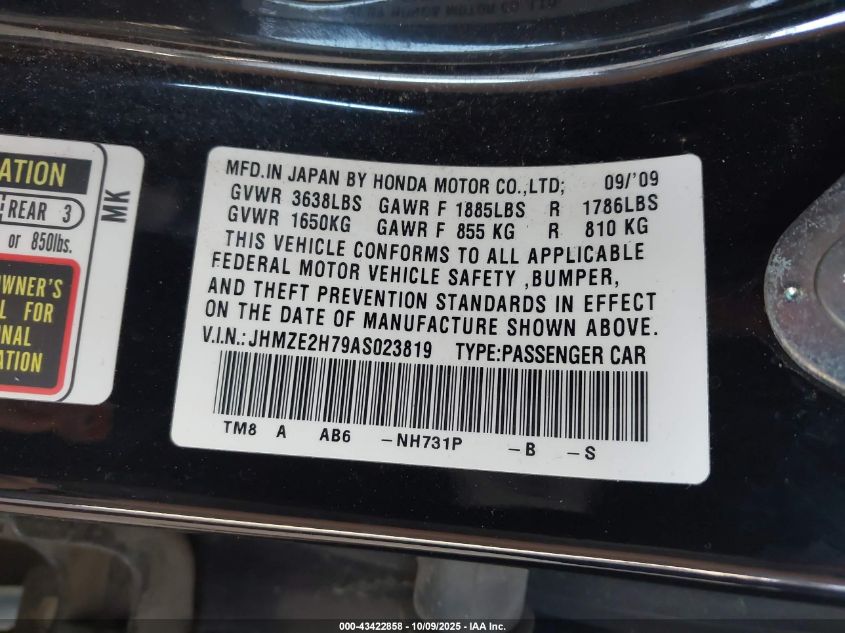 MOTOR CO
ATION
REAR 3
or 850lbs.
MK
OWNER'S
L FOR
ONAL
ATION
MFD.IN JAPAN BY HONDA MOTOR CO.,LTD; 09/'09
GVWR 3638LBS GAWR F 1885LBS R 1786LBS
GVWR 1650KG GAWR F 855 KG R 810 KG
THIS VEHICLE CONFORMS TO ALL APPLICABLE
FEDERAL MOTOR VEHICLE SAFETY ,BUMPER,
AND THEFT PREVENTION STANDARDS IN EFFECT
ON THE DATE OF MANUFACTURE SHOWN ABOVE.
V.I.N.:JHMZE2H79AS023819 TYPE:PASSENGER CAR
TM8 A AB6 -NH731P -B -S
000-43422858 - 10/09/2025 - IAA Inc.